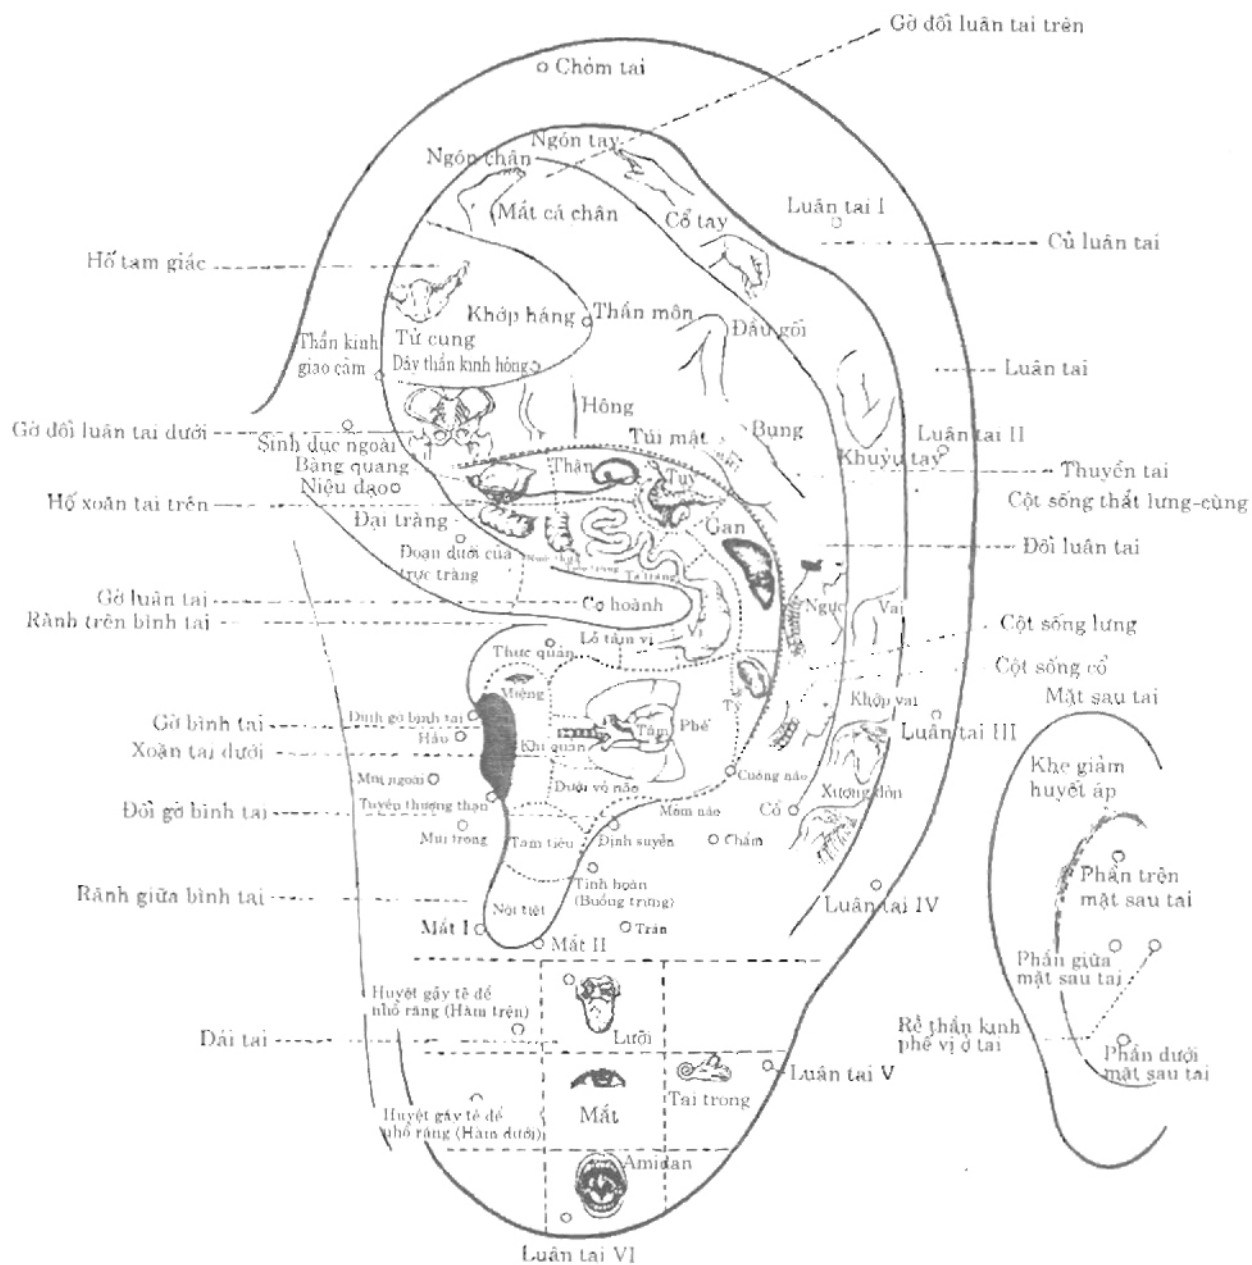 Gờ đối luân tai trên
Chỏm tai
Ngón tay
Ngón chân
Mắt cá chân
Cổ tay
Luân tai I
Củ luân tai
Hố tam giác
Khớp háng
Thần môn
Đầu gối
Thần kinh
giao cảm
Tử cung
Dây thần kinh hông
Luân tai
Hông
Gờ đối luân tai dưới
Sinh dục ngoài
Túi mật
Bụng
Luân tai II
Khuỷu tay
Bàng quang
Thận
Tuỵ
Thuyền tai
Niệu đạo
Hố xoăn tai trên
Cột sống thắt lưng-cùng
Đại tràng
Gan
Đối luân tai
Đoạn dưới của
trực tràng
Tá tràng
Gờ luân tai
Cơ hoành
Ngực
Vai
Rãnh trên bình tai
Cột sống lưng
Lỗ tâm vị
Vị
Thực quản
Cột sống cổ
Miệng
Tỳ
Khớp vai
Mặt sau tai
Gờ bình tai
Đỉnh gờ bình tai
Tâm
Phế
Luân tai III
Hầu
Xoăn tai dưới
Khí quản
Khe giảm
huyết áp
Mũi ngoài
Dưới vỏ não
Cuống não
Xương đòn
Tuyến thượng thận
Đối gờ bình tai
Mỏm não
Cổ
Mũi trong
Tam tiêu
Định suyễn
Chẩm
Phần trên
mặt sau tai
Tinh hoàn
(Buồng trứng)
Rãnh giữa bình tai
Nội tiết
Luân tai IV
Mắt I
Trán
Mắt II
Phần giữa
mặt sau tai
Huyệt gây tê để
nhổ răng (Hàm trên)
Rễ thần kinh
phế vị ở tai
Dái tai
Lưỡi
Phần dưới
mặt sau tai
Luân tai V
Tai trong
Mắt
Huyệt gây tê để
nhổ răng (Hàm dưới)
Amiđan
Luân tai VI